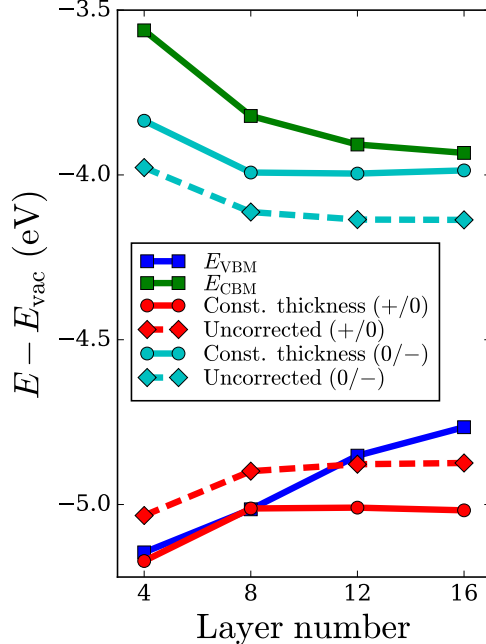 −3.5
−4.0
−4.5
−5.0
E − E_vac (eV)
E_VBM
E_CBM
Const. thickness (+/0)
Uncorrected (+/0)
Const. thickness (0/−)
Uncorrected (0/−)
4 8 12 16
Layer number